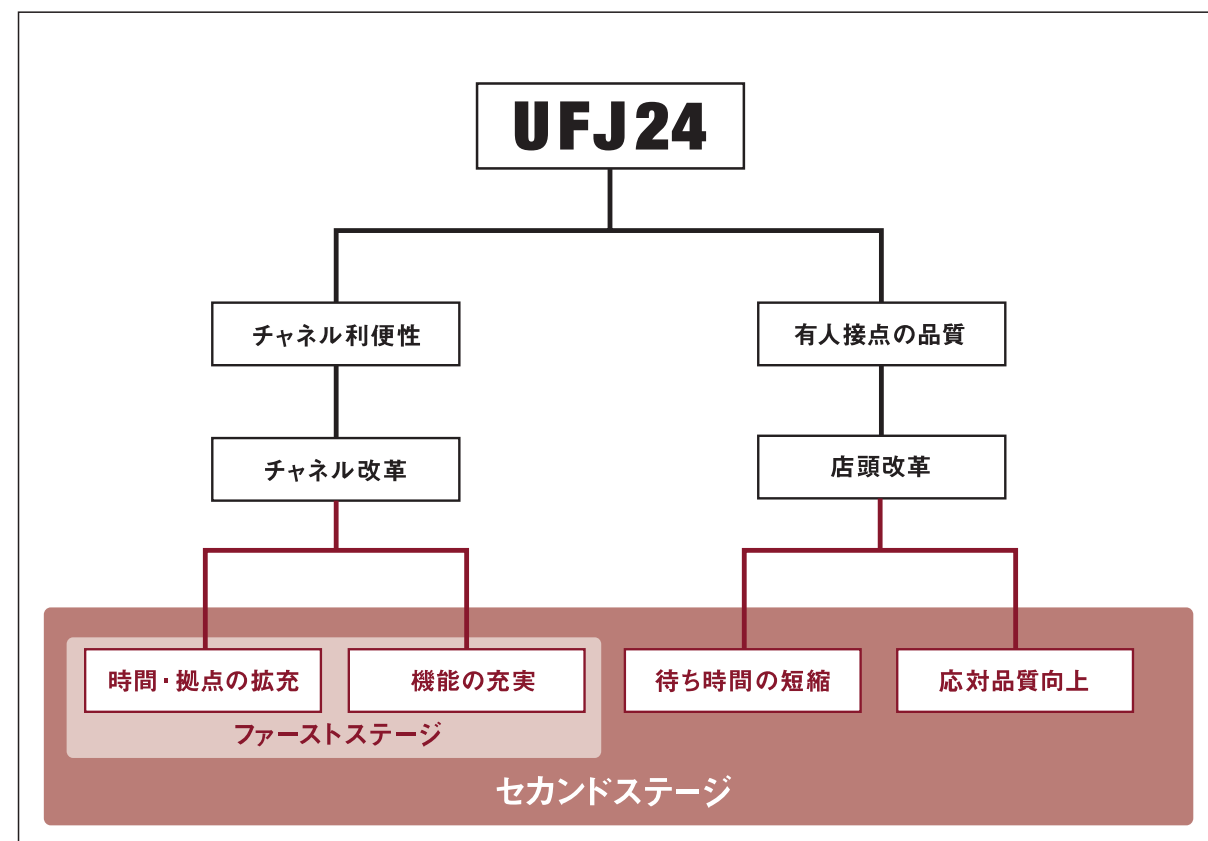 UFJ24
チャネル利便性
有人接点の品質
チャネル改革
店頭改革
時間・拠点の拡充
機能の充実
待ち時間の短縮
応対品質向上
ファーストステージ
セカンドステージ